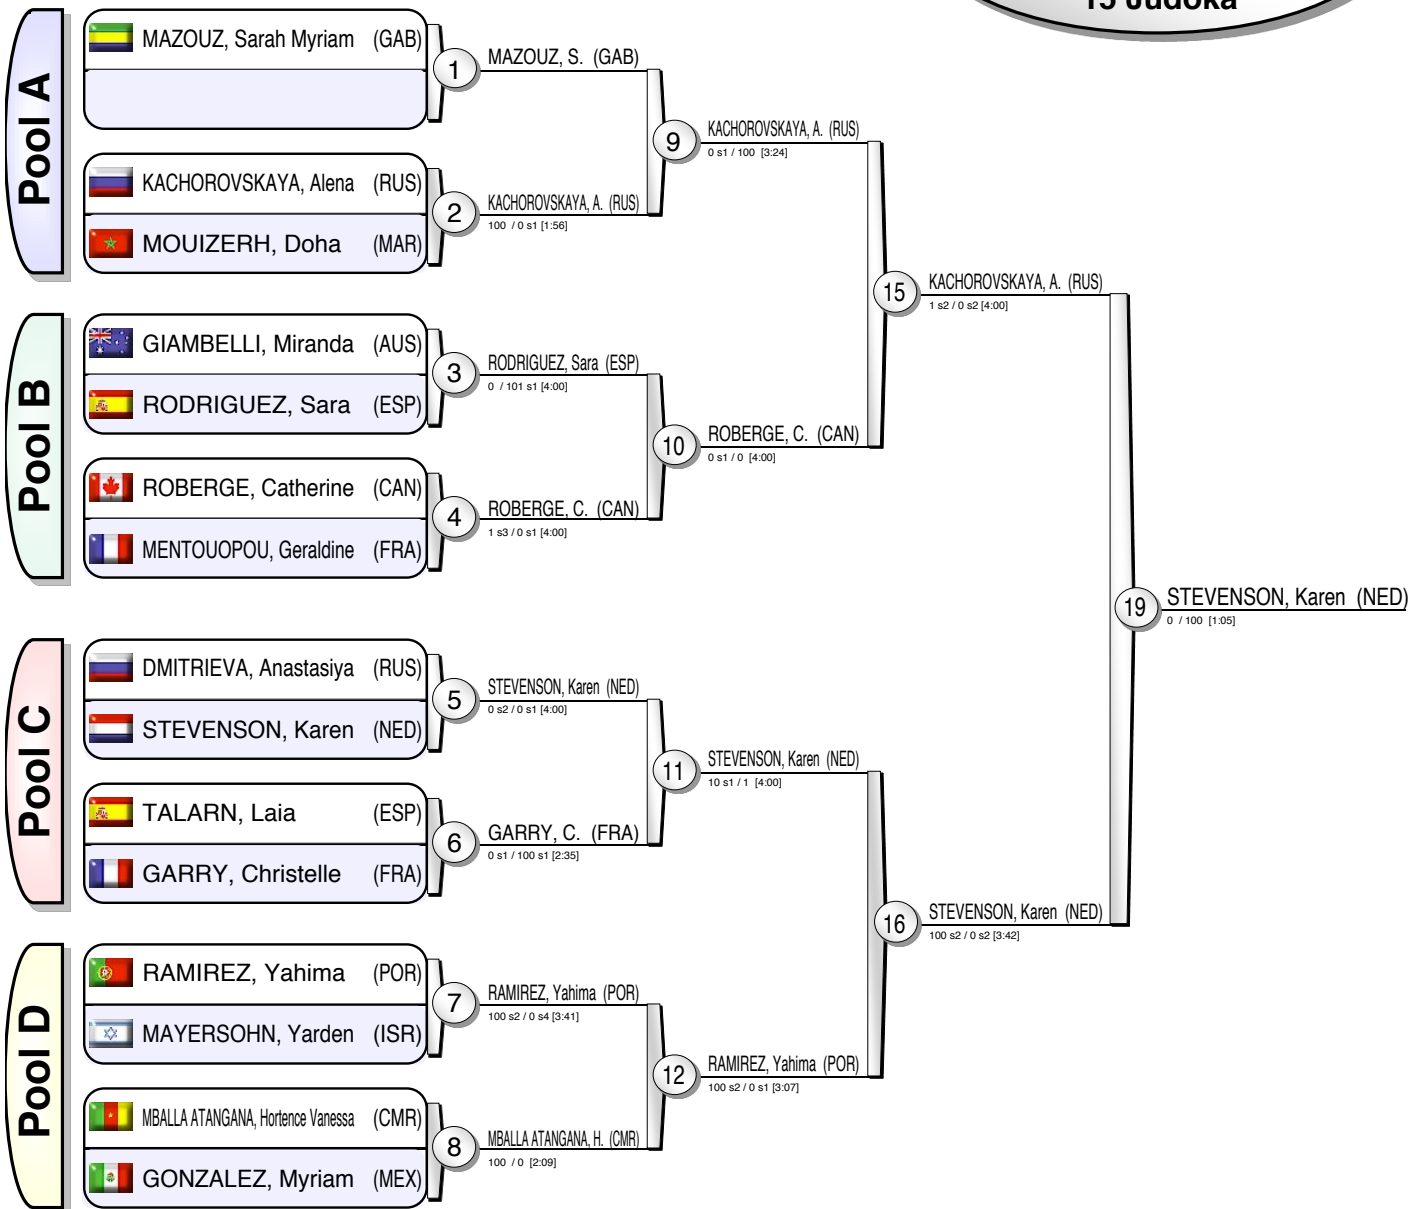 15 Judoka
Pool A
MAZOUZ, Sarah Myriam (GAB)
1
MAZOUZ, S. (GAB)
KACHOROVSKAYA, Alena (RUS)
MOUIZERH, Doha (MAR)
2
KACHOROVSKAYA, A. (RUS)
100 / 0 s1 [1:56]
9
KACHOROVSKAYA, A. (RUS)
0 s1 / 100 [3:24]
Pool B
GIAMBELLI, Miranda (AUS)
RODRIGUEZ, Sara (ESP)
3
RODRIGUEZ, Sara (ESP)
0 / 101 s1 [4:00]
ROBERGE, Catherine (CAN)
MENTOUOPOU, Geraldine (FRA)
4
ROBERGE, C. (CAN)
1 s3 / 0 s1 [4:00]
10
ROBERGE, C. (CAN)
0 s1 / 0 [4:00]
15
KACHOROVSKAYA, A. (RUS)
1 s2 / 0 s2 [4:00]
Pool C
DMITRIEVA, Anastasiya (RUS)
STEVENSON, Karen (NED)
5
STEVENSON, Karen (NED)
0 s2 / 0 s1 [4:00]
TALARN, Laia (ESP)
GARRY, Christelle (FRA)
6
GARRY, C. (FRA)
0 s1 / 100 s1 [2:35]
11
STEVENSON, Karen (NED)
10 s1 / 1 [4:00]
Pool D
RAMIREZ, Yahima (POR)
MAYERSOHN, Yarden (ISR)
7
RAMIREZ, Yahima (POR)
100 s2 / 0 s4 [3:41]
MBALLA ATANGANA, Hortence Vanessa (CMR)
GONZALEZ, Myriam (MEX)
8
MBALLA ATANGANA, H. (CMR)
100 / 0 [2:09]
12
RAMIREZ, Yahima (POR)
100 s2 / 0 s1 [3:07]
16
STEVENSON, Karen (NED)
100 s2 / 0 s2 [3:42]
19
STEVENSON, Karen (NED)
0 / 100 [1:05]